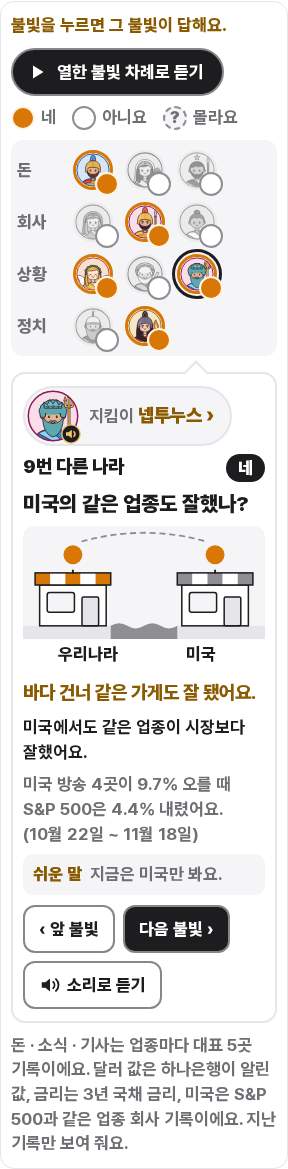 불빛을 누르면 그 불빛이 답해요.
▶ 열한 불빛 차례로 듣기
네 아니요 ? 몰라요
돈
회사
상황
정치
지킴이 넵투누스 ›
9번 다른 나라 네
미국의 같은 업종도 잘했나?
우리나라 미국
바다 건너 같은 가게도 잘 됐어요.
미국에서도 같은 업종이 시장보다
잘했어요.
미국 방송 4곳이 9.7% 오를 때
S&P 500은 4.4% 내렸어요.
(10월 22일 ~ 11월 18일)
쉬운 말 지금은 미국만 봐요.
‹ 앞 불빛 다음 불빛 ›
소리로 듣기
돈 · 소식 · 기사는 업종마다 대표 5곳
기록이에요. 달러 값은 하나은행이 알린
값, 금리는 3년 국채 금리, 미국은 S&P
500과 같은 업종 회사 기록이에요. 지난
기록만 보여 줘요.